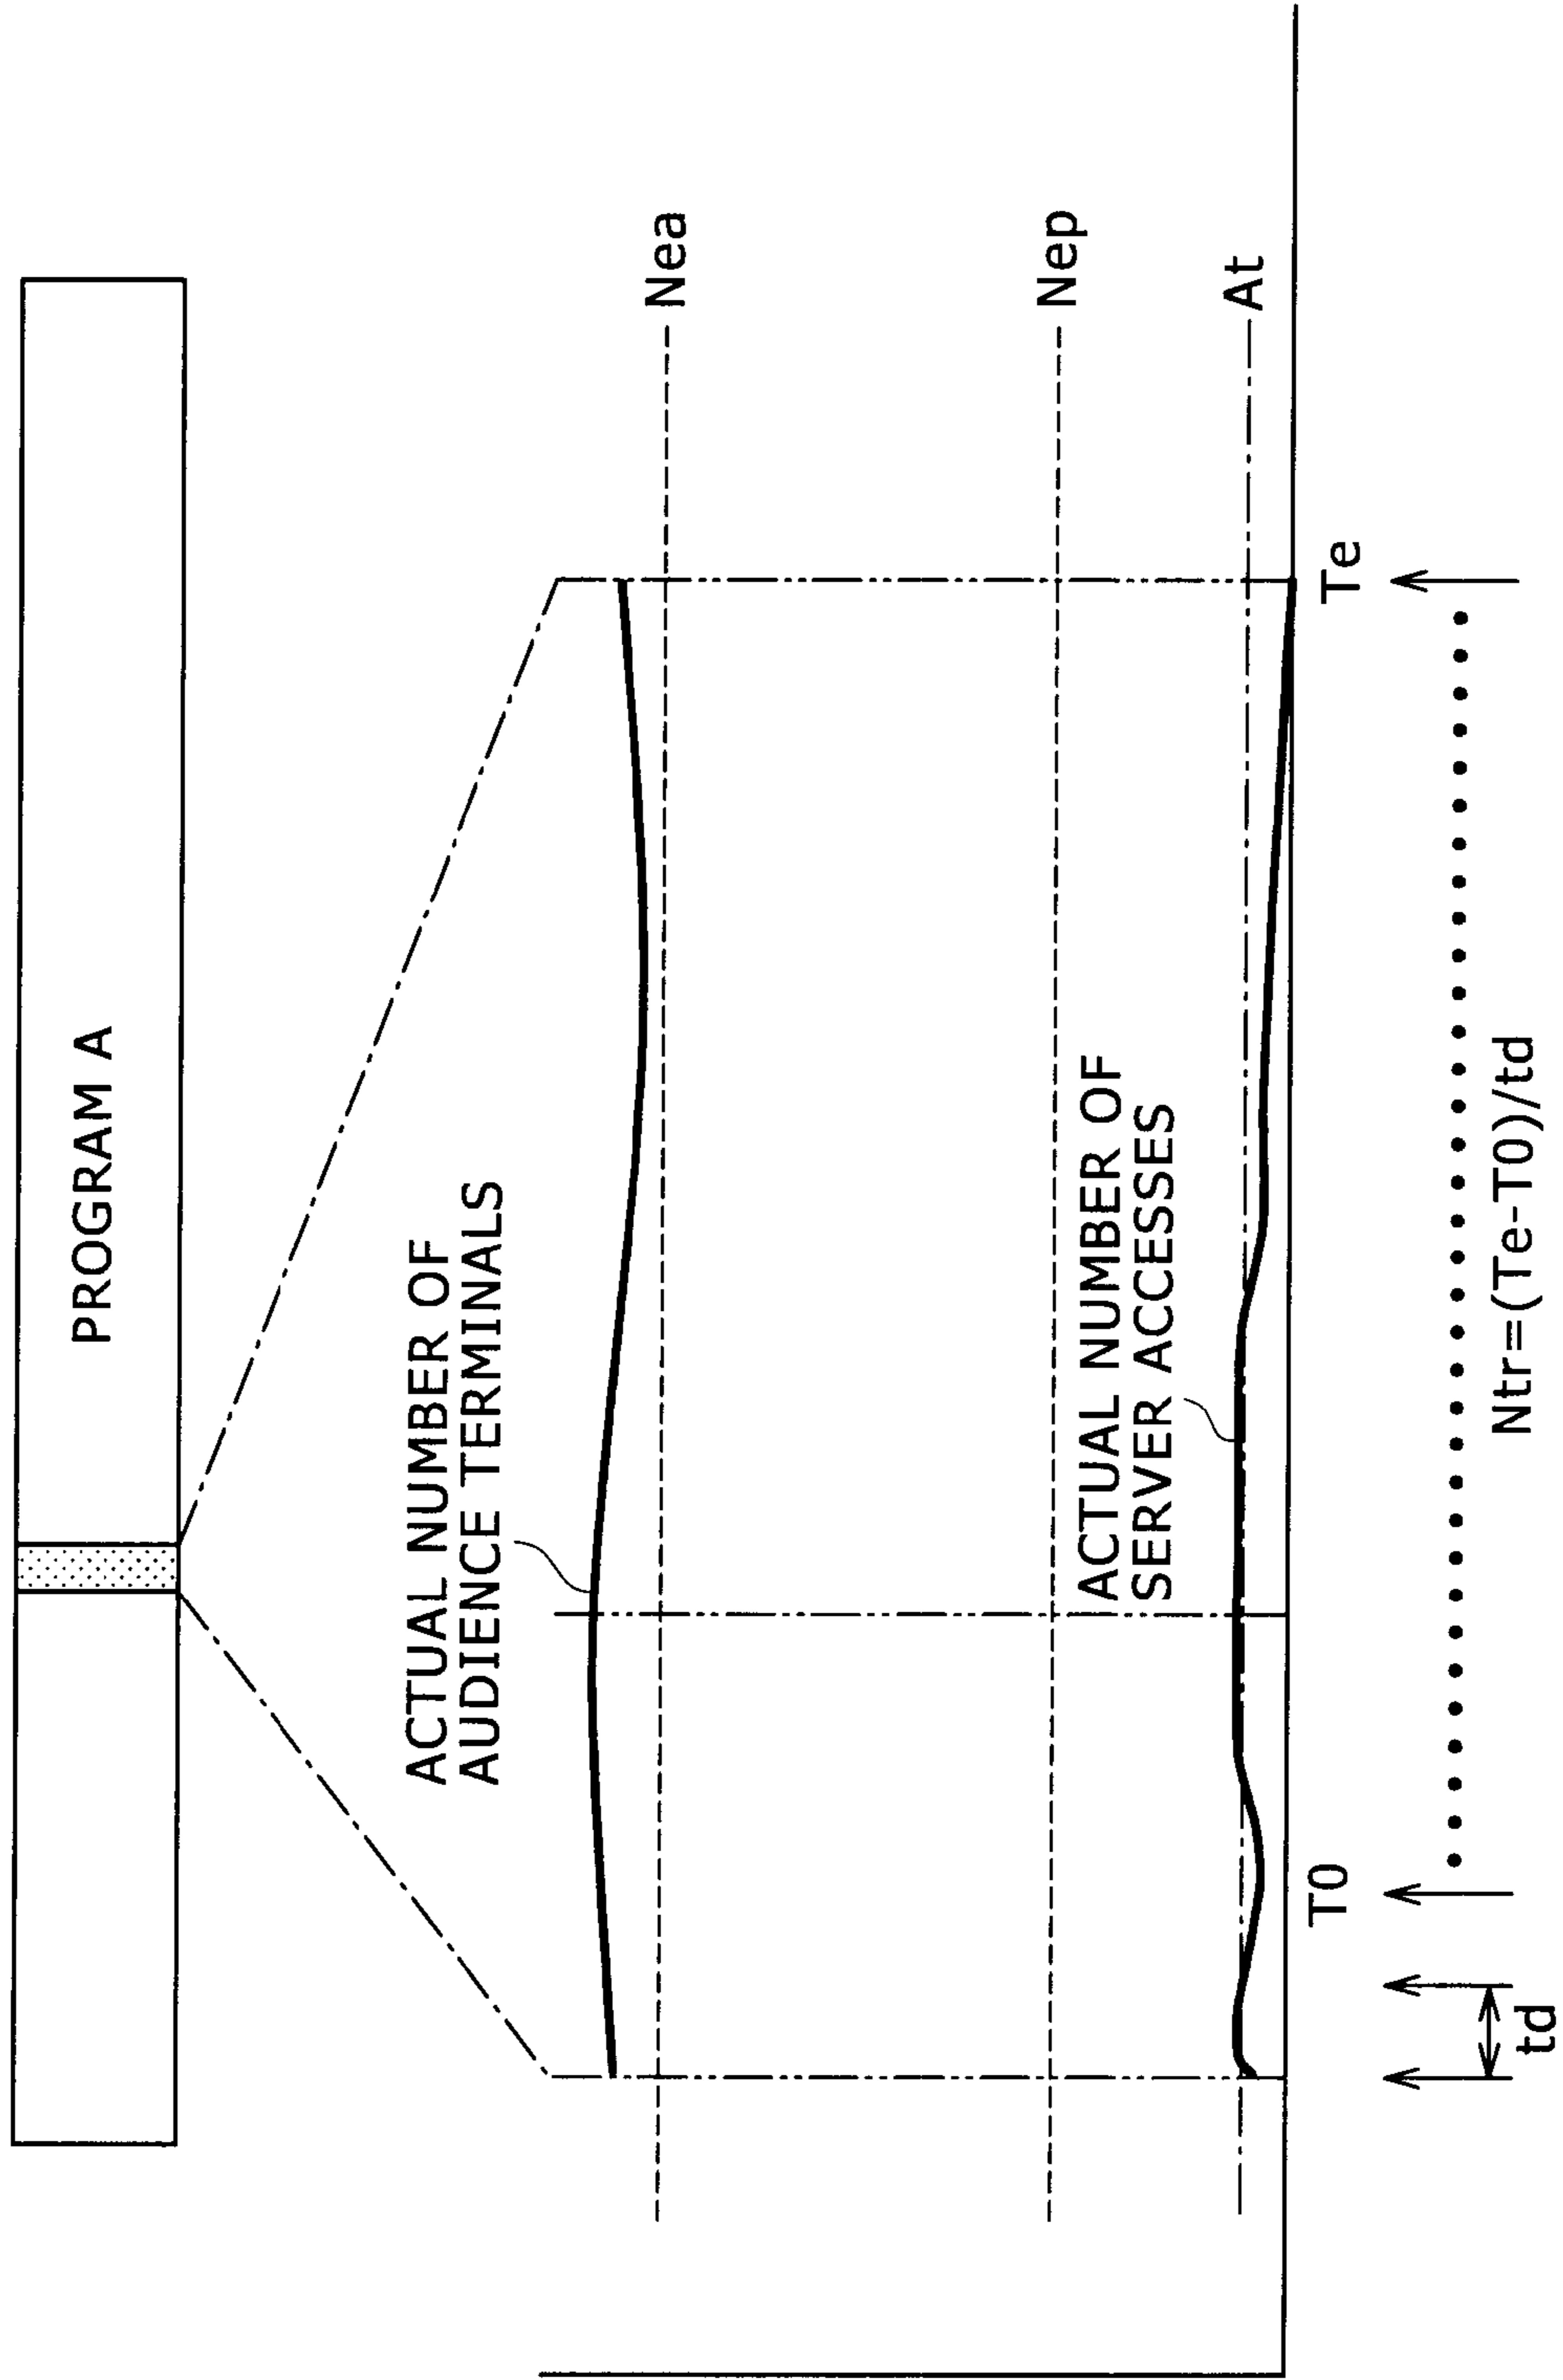 PROGRAM A
ACTUAL NUMBER OF
AUDIENCE TERMINALS
Nea
Nep
ACTUAL NUMBER OF
SERVER ACCESSES
At
td
T0
Te
Ntr=(Te-T0)/td